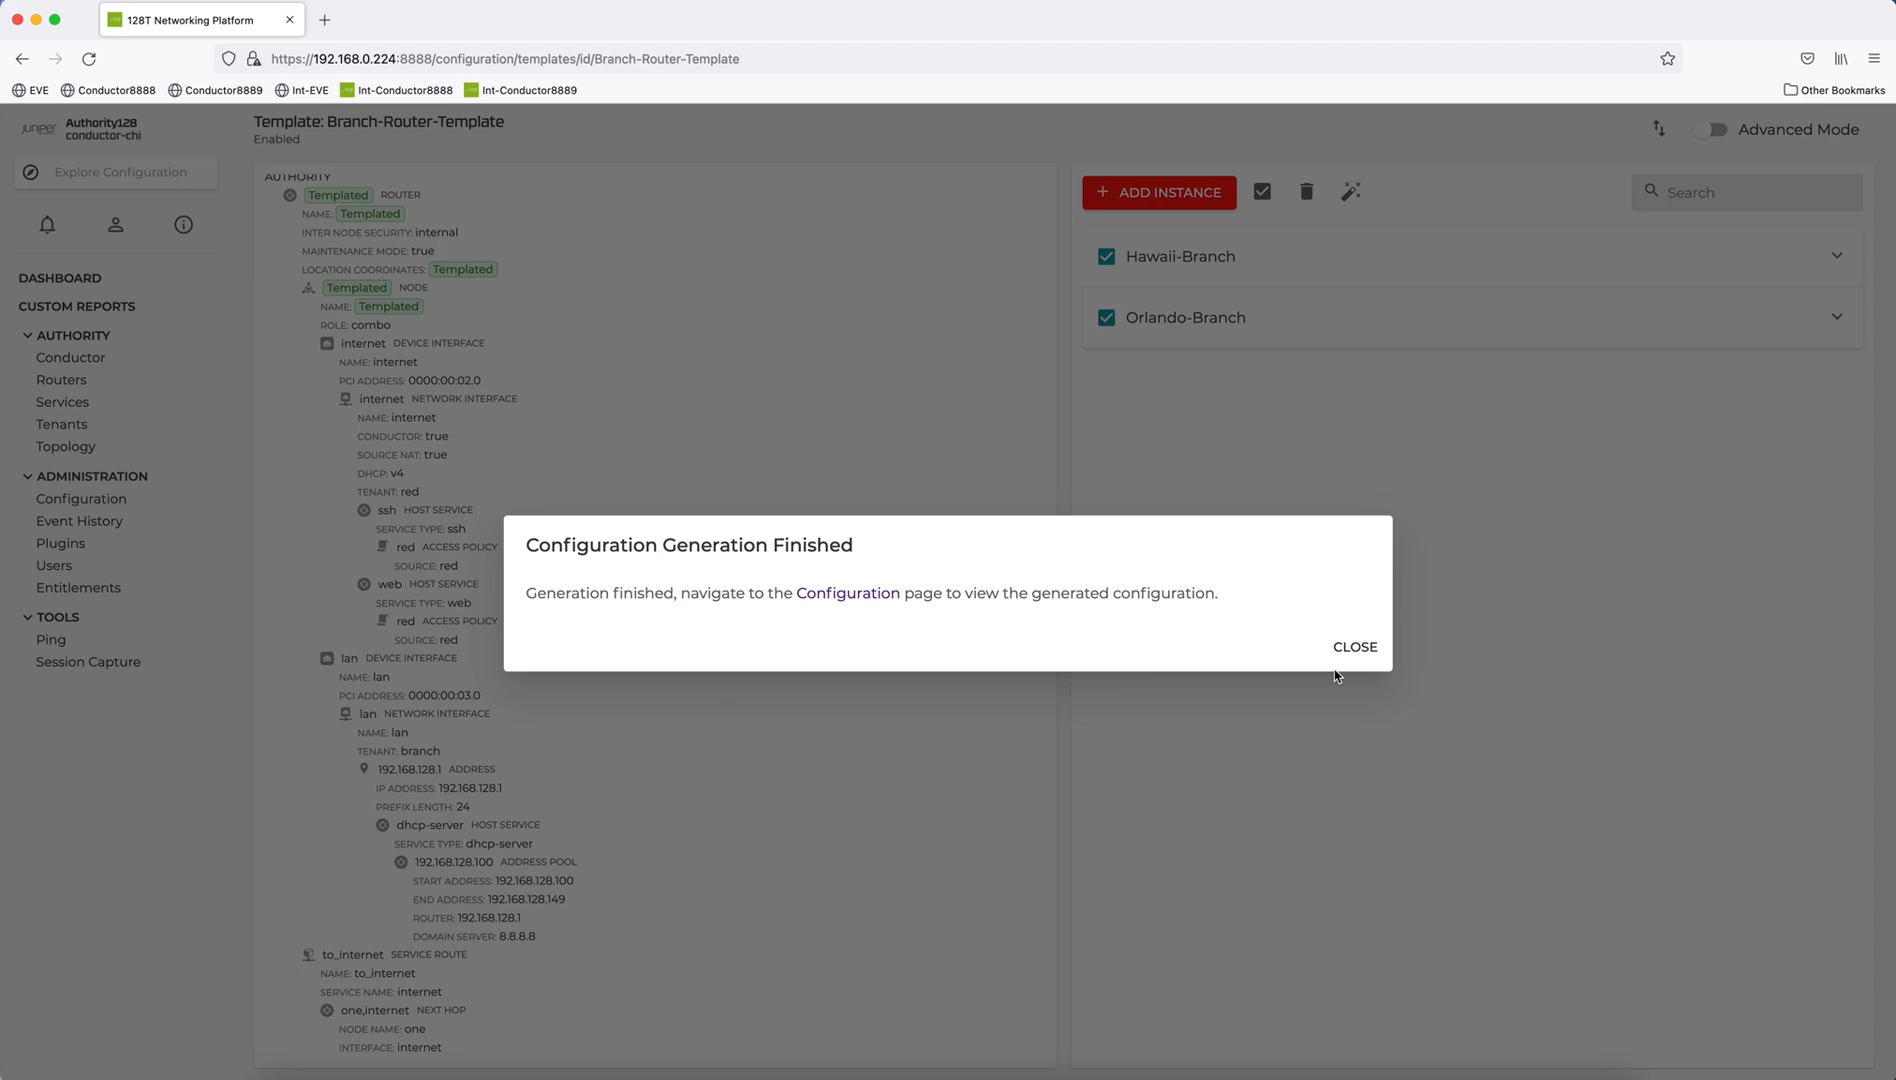 128T Networking Platform
https://192.168.0.224:8888/configuration/templates/id/Branch-Router-Template
EVE Conductor8888 Conductor8889 Int-EVE Int-Conductor8888 Int-Conductor8889 Other Bookmarks
JUNIPER
Authority128
conductor-chi
Explore Configuration
DASHBOARD
CUSTOM REPORTS
AUTHORITY
Conductor
Routers
Services
Tenants
Topology
ADMINISTRATION
Configuration
Event History
Plugins
Users
Entitlements
TOOLS
Ping
Session Capture
Template: Branch-Router-Template
Enabled
Advanced Mode
AUTHORITY
Templated ROUTER
NAME: Templated
INTER NODE SECURITY: internal
MAINTENANCE MODE: true
LOCATION COORDINATES: Templated
Templated NODE
NAME: Templated
ROLE: combo
internet DEVICE INTERFACE
NAME: internet
PCI ADDRESS: 0000:00:02.0
internet NETWORK INTERFACE
NAME: internet
CONDUCTOR: true
SOURCE NAT: true
DHCP: v4
TENANT: red
ssh HOST SERVICE
SERVICE TYPE: ssh
red ACCESS POLICY
SOURCE: red
web HOST SERVICE
SERVICE TYPE: web
red ACCESS POLICY
SOURCE: red
lan DEVICE INTERFACE
NAME: lan
PCI ADDRESS: 0000:00:03.0
lan NETWORK INTERFACE
NAME: lan
TENANT: branch
192.168.128.1 ADDRESS
IP ADDRESS: 192.168.128.1
PREFIX LENGTH: 24
dhcp-server HOST SERVICE
SERVICE TYPE: dhcp-server
192.168.128.100 ADDRESS POOL
START ADDRESS: 192.168.128.100
END ADDRESS: 192.168.128.149
ROUTER: 192.168.128.1
DOMAIN SERVER: 8.8.8.8
to_internet SERVICE ROUTE
NAME: to_internet
SERVICE NAME: internet
one,internet NEXT HOP
NODE NAME: one
INTERFACE: internet
+ ADD INSTANCE
Search
Hawaii-Branch
Orlando-Branch
Configuration Generation Finished
Generation finished, navigate to the Configuration page to view the generated configuration.
CLOSE